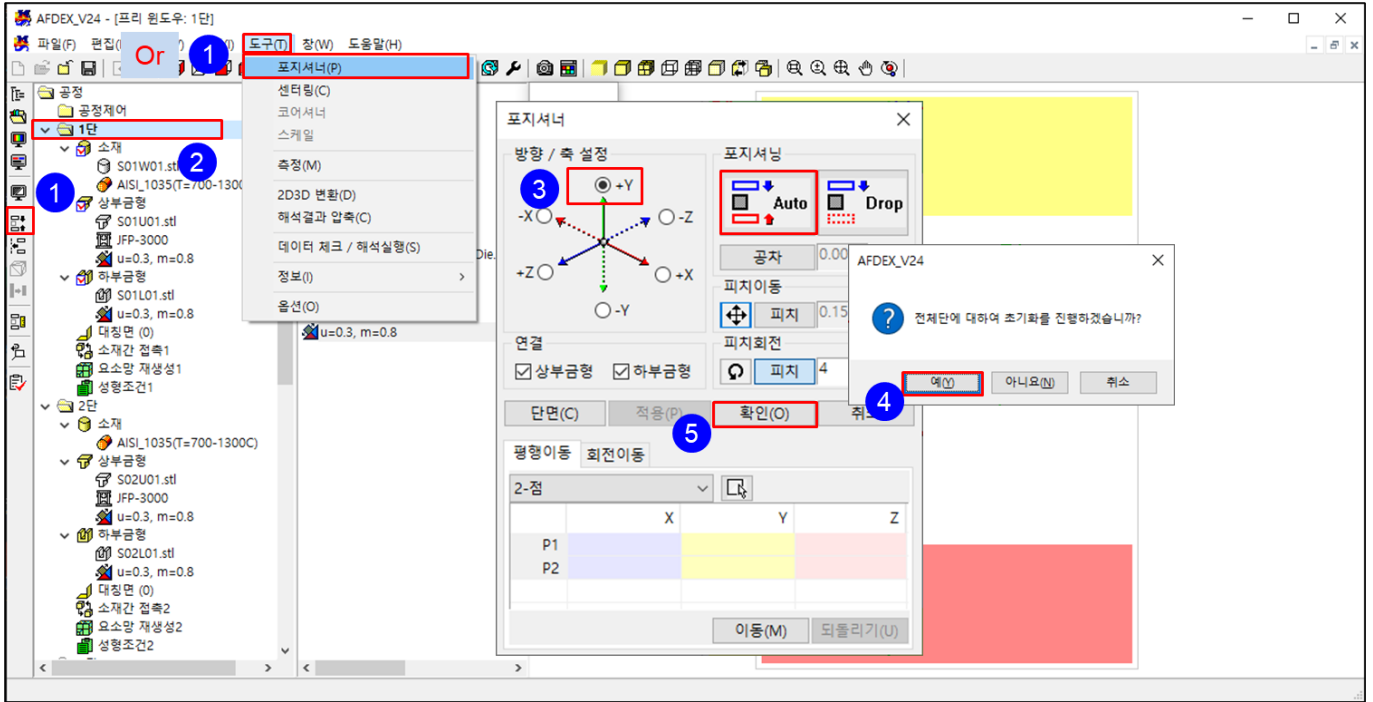 AFDEX_V24 - [프리 윈도우: 1단]
파일(F) 편집( Or ) (I) 1 도구(T) 창(W) 도움말(H)
포지셔너(P)
센터링(C)
코어셔너
스케일
측정(M)
2D3D 변환(D)
해석결과 압축(C)
데이터 체크 / 해석실행(S)
정보(I)
옵션(O)
공정
공정제어
1단
소재
S01W01.stl
2
AISI_1035(T=700-1300
1
상부금형
S01U01.stl
JFP-3000
u=0.3, m=0.8
하부금형
S01L01.stl
u=0.3, m=0.8
대칭면 (0)
소재간 접촉1
요소망 재생성1
성형조건1
2단
소재
AISI_1035(T=700-1300C)
상부금형
S02U01.stl
JFP-3000
u=0.3, m=0.8
하부금형
S02L01.stl
u=0.3, m=0.8
대칭면 (0)
소재간 접촉2
요소망 재생성2
성형조건2
Die.
u=0.3, m=0.8
포지셔너
방향 / 축 설정
3
+Y
-X
-Z
+Z
+X
-Y
포지셔닝
Auto
Drop
공차 0.00
피치이동
피치 0.15
연결
상부금형 하부금형
피치회전
피치 4
단면(C) 적용(P) 확인(O)
5
평행이동 회전이동
2-점
X Y Z
P1
P2
이동(M) 되돌리기(U)
AFDEX_V24
전체단에 대하여 초기화를 진행하겠습니까?
예(Y) 아니요(N) 취소
4